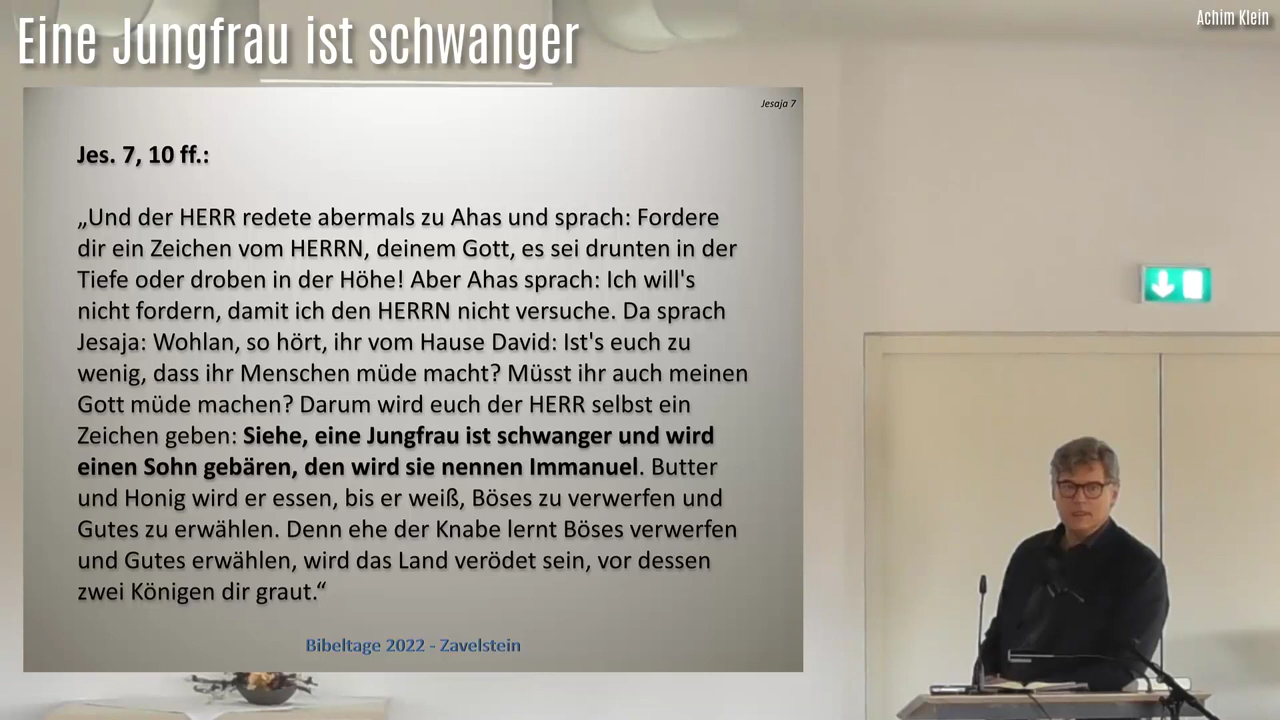 Eine Jungfrau ist schwanger
Achim Klein
Jesaja 7
Jes. 7, 10 ff.:
„Und der HERR redete abermals zu Ahas und sprach: Fordere
dir ein Zeichen vom HERRN, deinem Gott, es sei drunten in der
Tiefe oder droben in der Höhe! Aber Ahas sprach: Ich will's
nicht fordern, damit ich den HERRN nicht versuche. Da sprach
Jesaja: Wohlan, so hört, ihr vom Hause David: Ist's euch zu
wenig, dass ihr Menschen müde macht? Müsst ihr auch meinen
Gott müde machen? Darum wird euch der HERR selbst ein
Zeichen geben: Siehe, eine Jungfrau ist schwanger und wird
einen Sohn gebären, den wird sie nennen Immanuel. Butter
und Honig wird er essen, bis er weiß, Böses zu verwerfen und
Gutes zu erwählen. Denn ehe der Knabe lernt Böses verwerfen
und Gutes erwählen, wird das Land verödet sein, vor dessen
zwei Königen dir graut.“
Bibeltage 2022 - Zavelstein